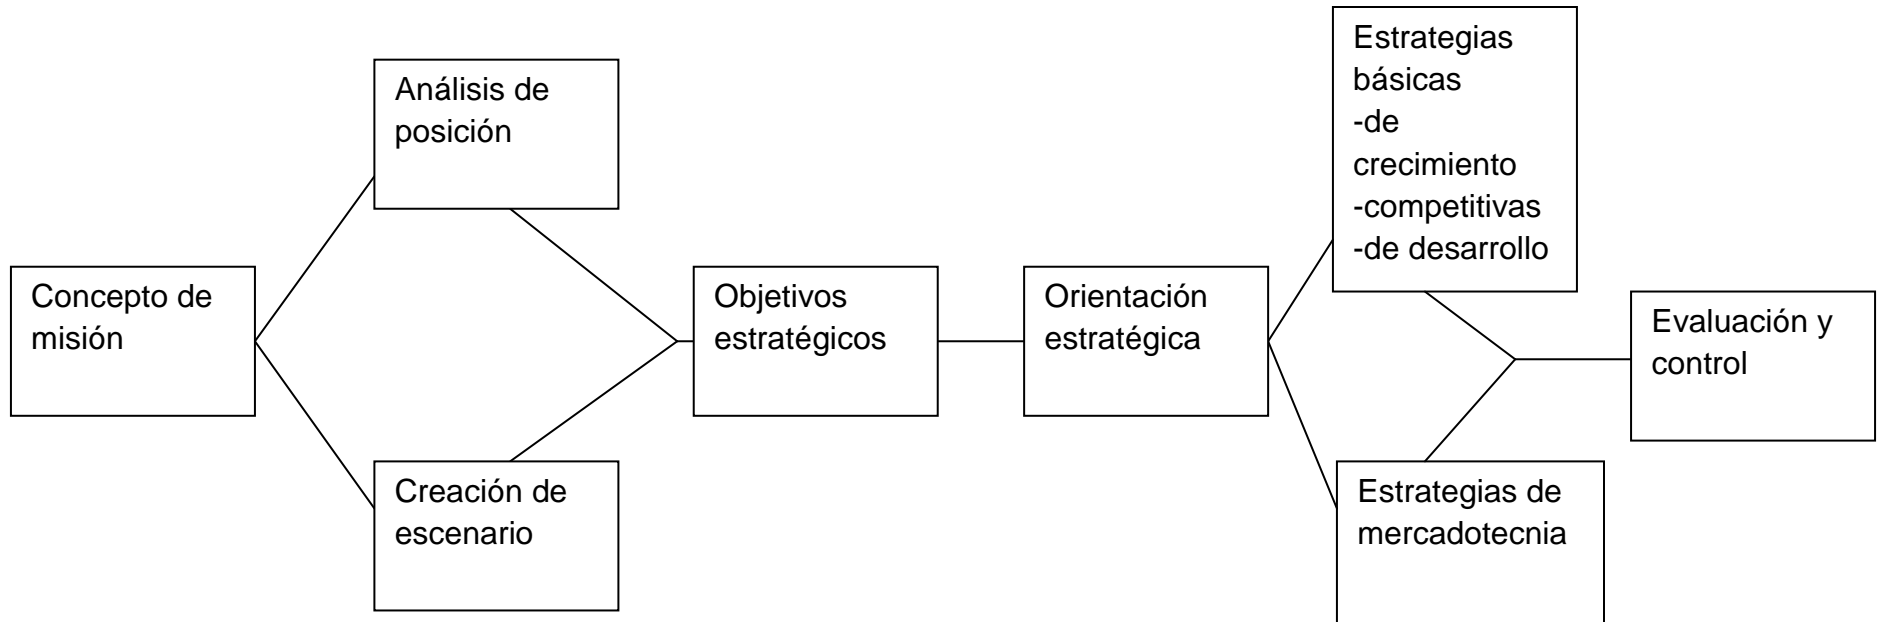 Concepto de
misión
Análisis de
posición
Creación de
escenario
Objetivos
estratégicos
Orientación
estratégica
Estrategias
básicas
-de
crecimiento
-competitivas
-de desarrollo
Estrategias de
mercadotecnia
Evaluación y
control